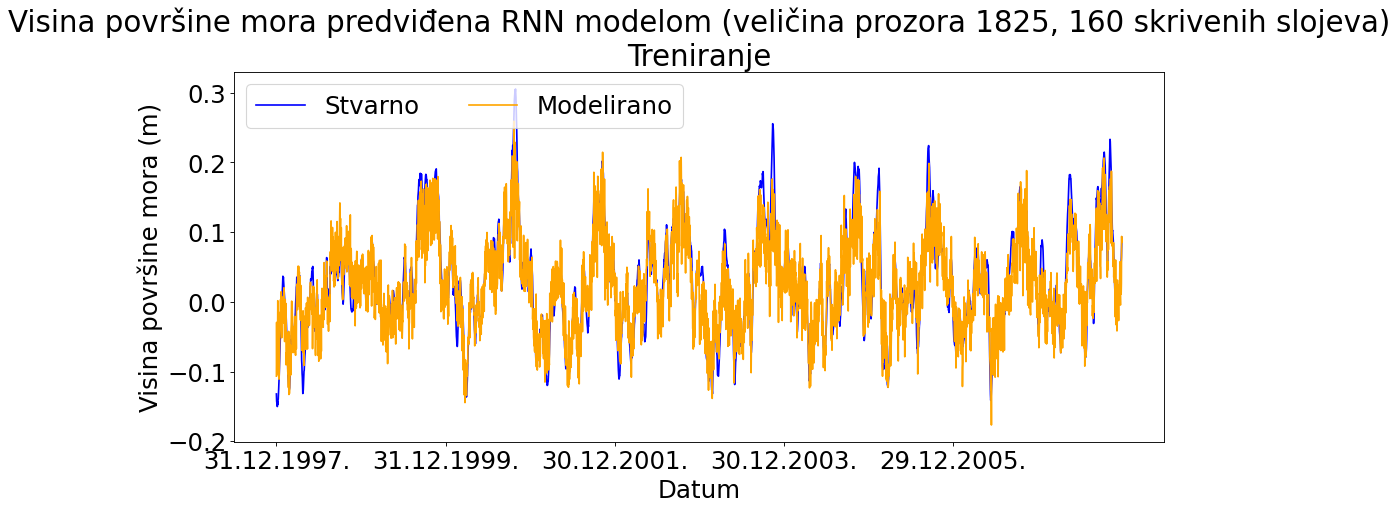 Visina površine mora predviđena RNN modelom (veličina prozora 1825, 160 skrivenih slojeva)
Treniranje
Stvarno Modelirano
Visina površine mora (m)
0.3
0.2
0.1
0.0
−0.1
−0.2
31.12.1997. 31.12.1999. 30.12.2001. 30.12.2003. 29.12.2005.
Datum